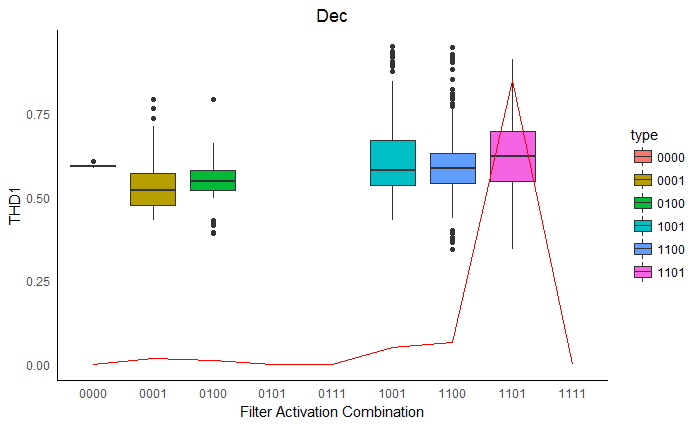 Dec
THD1
0.75
0.50
0.25
0.00
0000 0001 0100 0101 0111 1001 1100 1101 1111
Filter Activation Combination
type
0000
0001
0100
1001
1100
1101